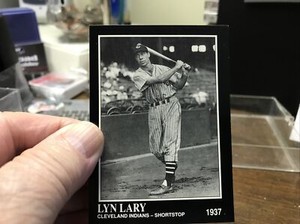 LYN LARY
CLEVELAND INDIANS - SHORTSTOP 1937